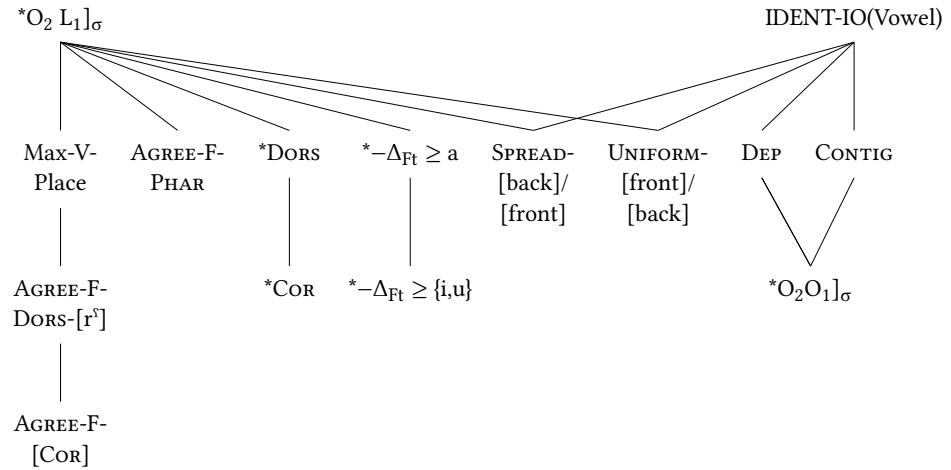 *O₂ L₁]σ IDENT-IO(Vowel)
Max-V- AGREE-F- *DORS *−ΔFt ≥ a SPREAD- UNIFORM- DEP CONTIG
Place PHAR [back]/ [front]/
[front] [back]
AGREE-F- *COR *−ΔFt ≥ {i,u} *O₂O₁]σ
DORS-[rˤ]
AGREE-F-
[COR]